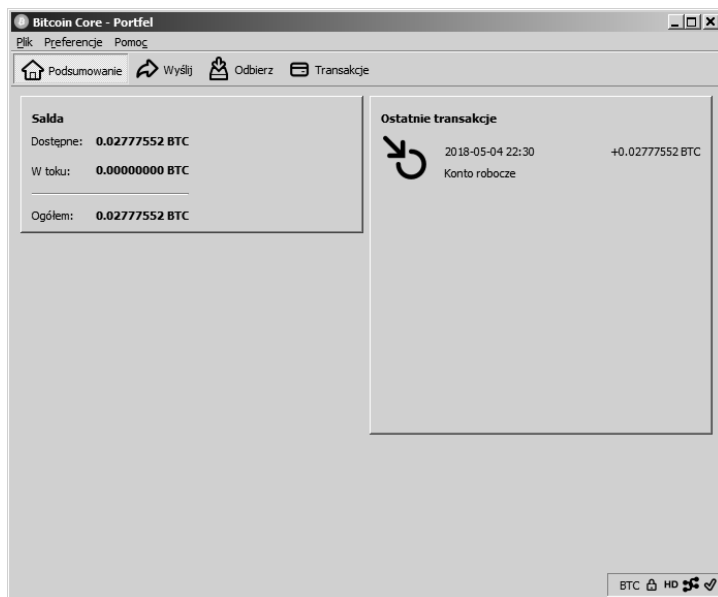 Bitcoin Core - Portfel
Plik Preferencje Pomoc
Podsumowanie Wyślij Odbierz Transakcje
Salda
Dostępne: 0.02777552 BTC
W toku: 0.00000000 BTC
Ogółem: 0.02777552 BTC
Ostatnie transakcje
2018-05-04 22:30 +0.02777552 BTC
Konto robocze
BTC HD